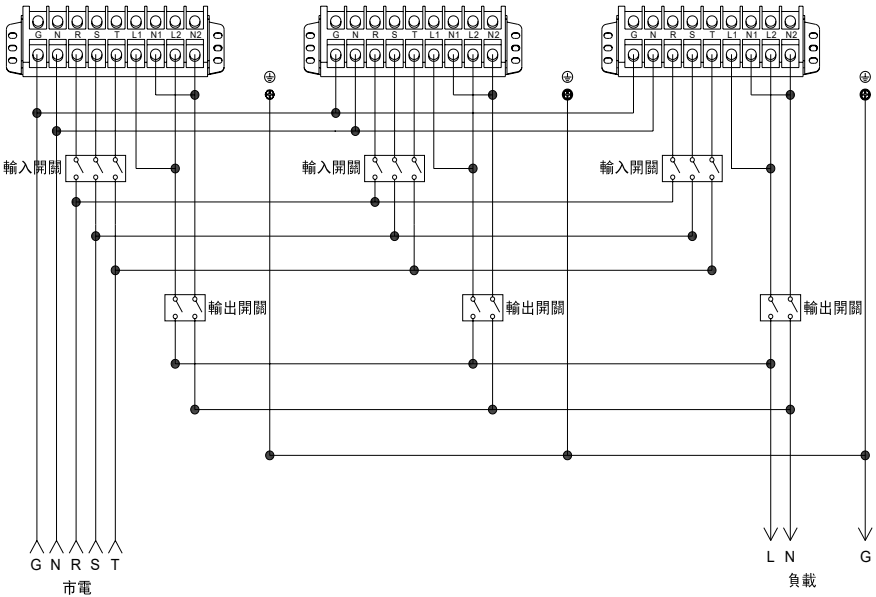 G N R S T L1 N1 L2 N2
G N R S T L1 N1 L2 N2
G N R S T L1 N1 L2 N2
輸入開關
輸入開關
輸入開關
輸出開關
輸出開關
輸出開關
G N R S T
市電
L N G
負載